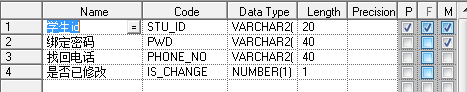 Name Code Data Type Length Precision P F M
1 学生id = STU_ID VARCHAR2( 20
2 绑定密码 PWD VARCHAR2( 40
3 找回电话 PHONE_NO VARCHAR2( 40
4 是否已修改 IS_CHANGE NUMBER(1) 1